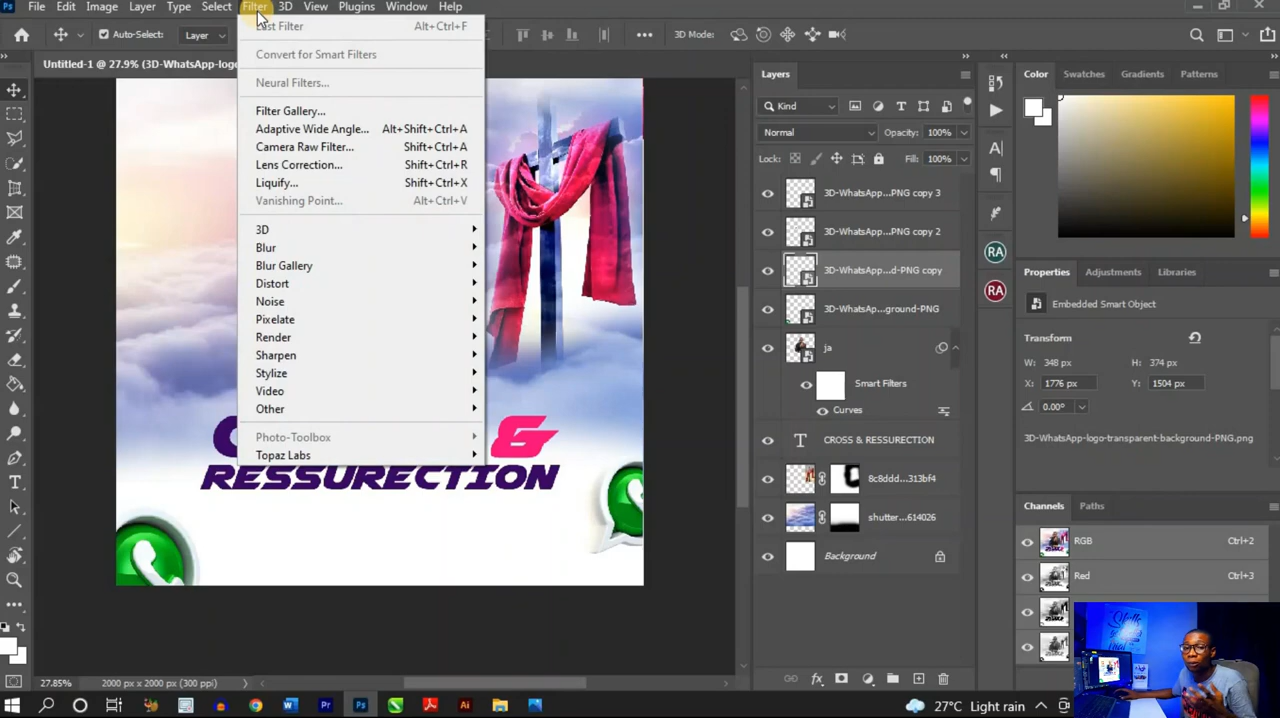 Ps File Edit Image Layer Type Select Filter 3D View Plugins Window Help
Auto-Select: Layer 3D Mode:
Untitled-1 @ 27.9% (3D-WhatsApp-logo
Last Filter Alt+Ctrl+F
Convert for Smart Filters
Neural Filters...
Filter Gallery...
Adaptive Wide Angle... Alt+Shift+Ctrl+A
Camera Raw Filter... Shift+Ctrl+A
Lens Correction... Shift+Ctrl+R
Liquify... Shift+Ctrl+X
Vanishing Point... Alt+Ctrl+V
3D
Blur
Blur Gallery
Distort
Noise
Pixelate
Render
Sharpen
Stylize
Video
Other
Photo-Toolbox
Topaz Labs
&
RESSURECTION
27.85% 2000 px x 2000 px (300 ppi)
Layers
Kind
Normal Opacity: 100%
Lock: Fill: 100%
3D-WhatsApp...PNG copy 3
3D-WhatsApp...PNG copy 2
3D-WhatsApp...d-PNG copy
3D-WhatsApp...ground-PNG
ja
Smart Filters
Curves
T CROSS & RESSURECTION
8c8ddd...313bf4
shutter...614026
Background
fx
Color Swatches Gradients Patterns
RA
RA
Properties Adjustments Libraries
Embedded Smart Object
Transform
W: 348 px H: 374 px
X: 1776 px Y: 1504 px
0.00°
3D-WhatsApp-logo-transparent-background-PNG.png
Channels Paths
RGB Ctrl+2
Red Ctrl+3
W Pr Ps Ai
27°C Light rain